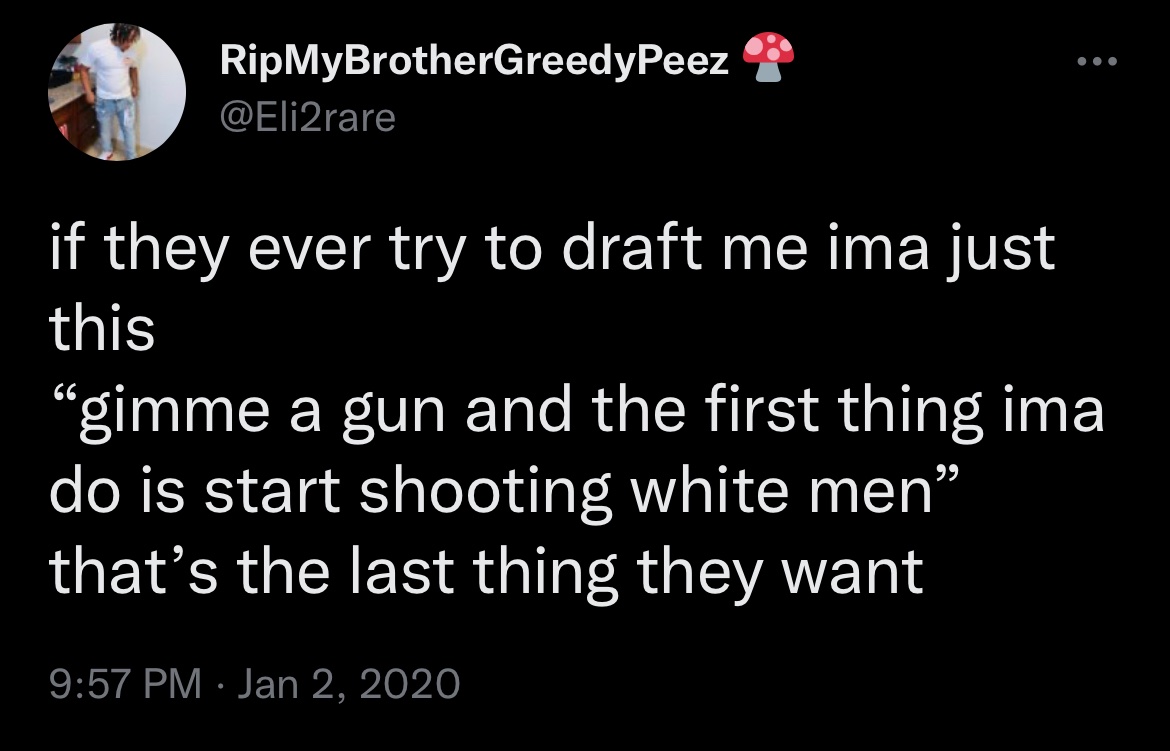 RipMyBrotherGreedyPeez 🍄
@Eli2rare
if they ever try to draft me ima just
this
“gimme a gun and the first thing ima
do is start shooting white men”
that’s the last thing they want
9:57 PM · Jan 2, 2020